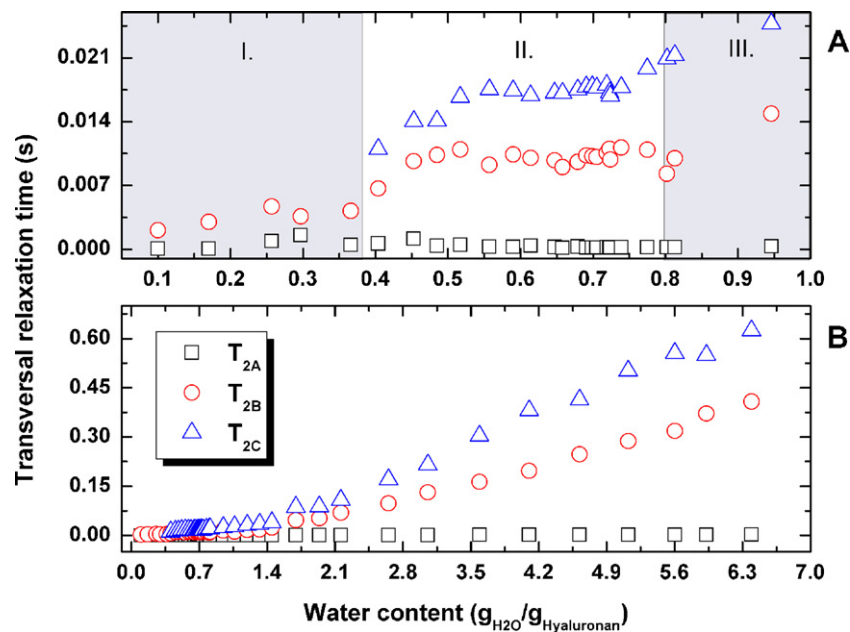 I.
II.
III.
A
0.021
0.014
0.007
0.000
0.1 0.2 0.3 0.4 0.5 0.6 0.7 0.8 0.9 1.0
Transversal relaxation time (s)
B
0.60
0.45
0.30
0.15
0.00
T2A
T2B
T2C
0.0 0.7 1.4 2.1 2.8 3.5 4.2 4.9 5.6 6.3 7.0
Water content (gH2O/gHyaluronan)